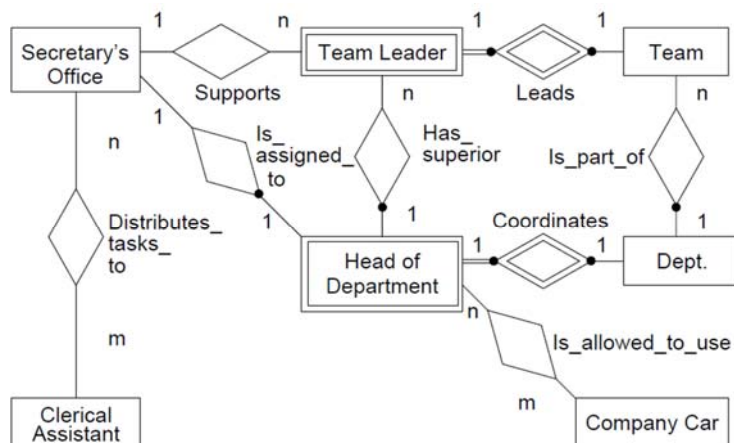 1 n 1 1
Secretary's
Office
Team Leader
Team
Supports
Leads
1
n
n
Is_
assigned_
to
Has_
superior
Is_part_of
n
Distributes_
tasks_
to
1
1
Coordinates
1
1 1
Head of
Department
Dept.
n
Is_allowed_to_use
m
m
Clerical
Assistant
Company Car